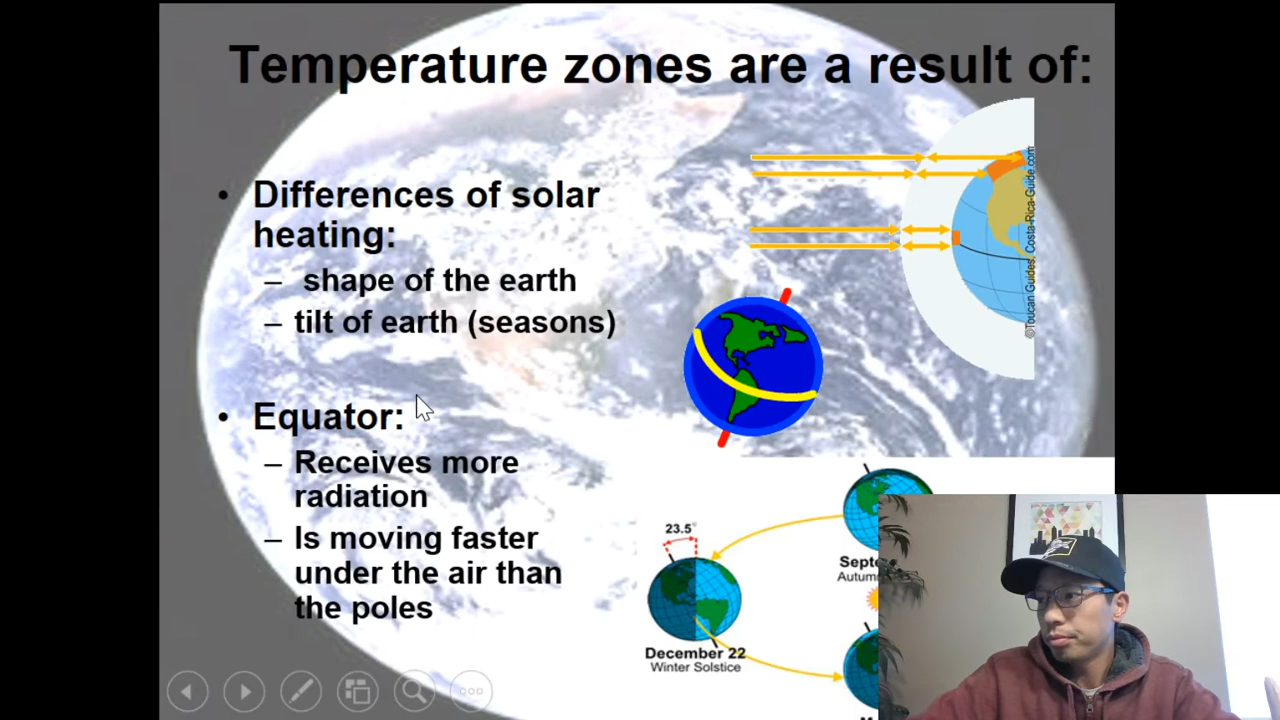 Temperature zones are a result of:
• Differences of solar
heating:
– shape of the earth
– tilt of earth (seasons)
• Equator:
– Receives more
radiation
– Is moving faster
under the air than
the poles
©Toucan Guides, Costa-Rica-Guide.com
23.5°
December 22
Winter Solstice
Septe
Autum